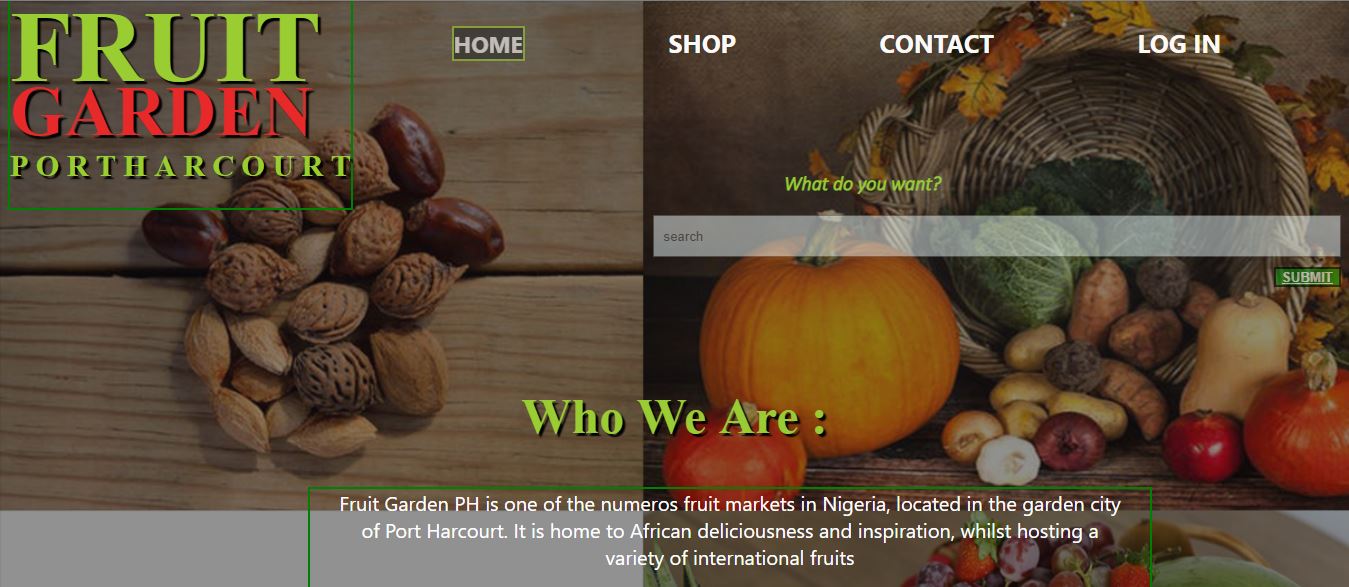 FRUIT
GARDEN
PORTHARCOURT
HOME
SHOP
CONTACT
LOG IN
What do you want?
search
SUBMIT
Who We Are :
Fruit Garden PH is one of the numeros fruit markets in Nigeria, located in the garden city
of Port Harcourt. It is home to African deliciousness and inspiration, whilst hosting a
variety of international fruits